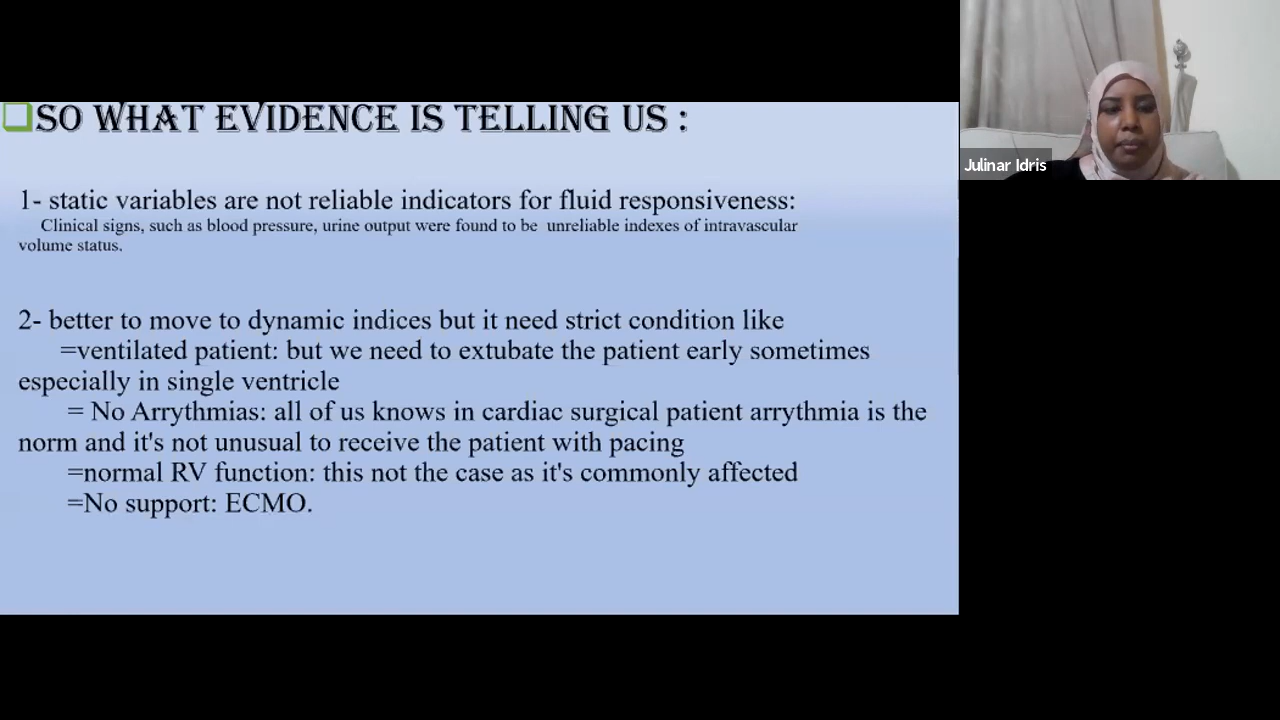 SO WHAT EVIDENCE IS TELLING US :
Julinar Idris
1- static variables are not reliable indicators for fluid responsiveness:
Clinical signs, such as blood pressure, urine output were found to be unreliable indexes of intravascular
volume status.
2- better to move to dynamic indices but it need strict condition like
=ventilated patient: but we need to extubate the patient early sometimes
especially in single ventricle
= No Arrythmias: all of us knows in cardiac surgical patient arrythmia is the
norm and it's not unusual to receive the patient with pacing
=normal RV function: this not the case as it's commonly affected
=No support: ECMO.